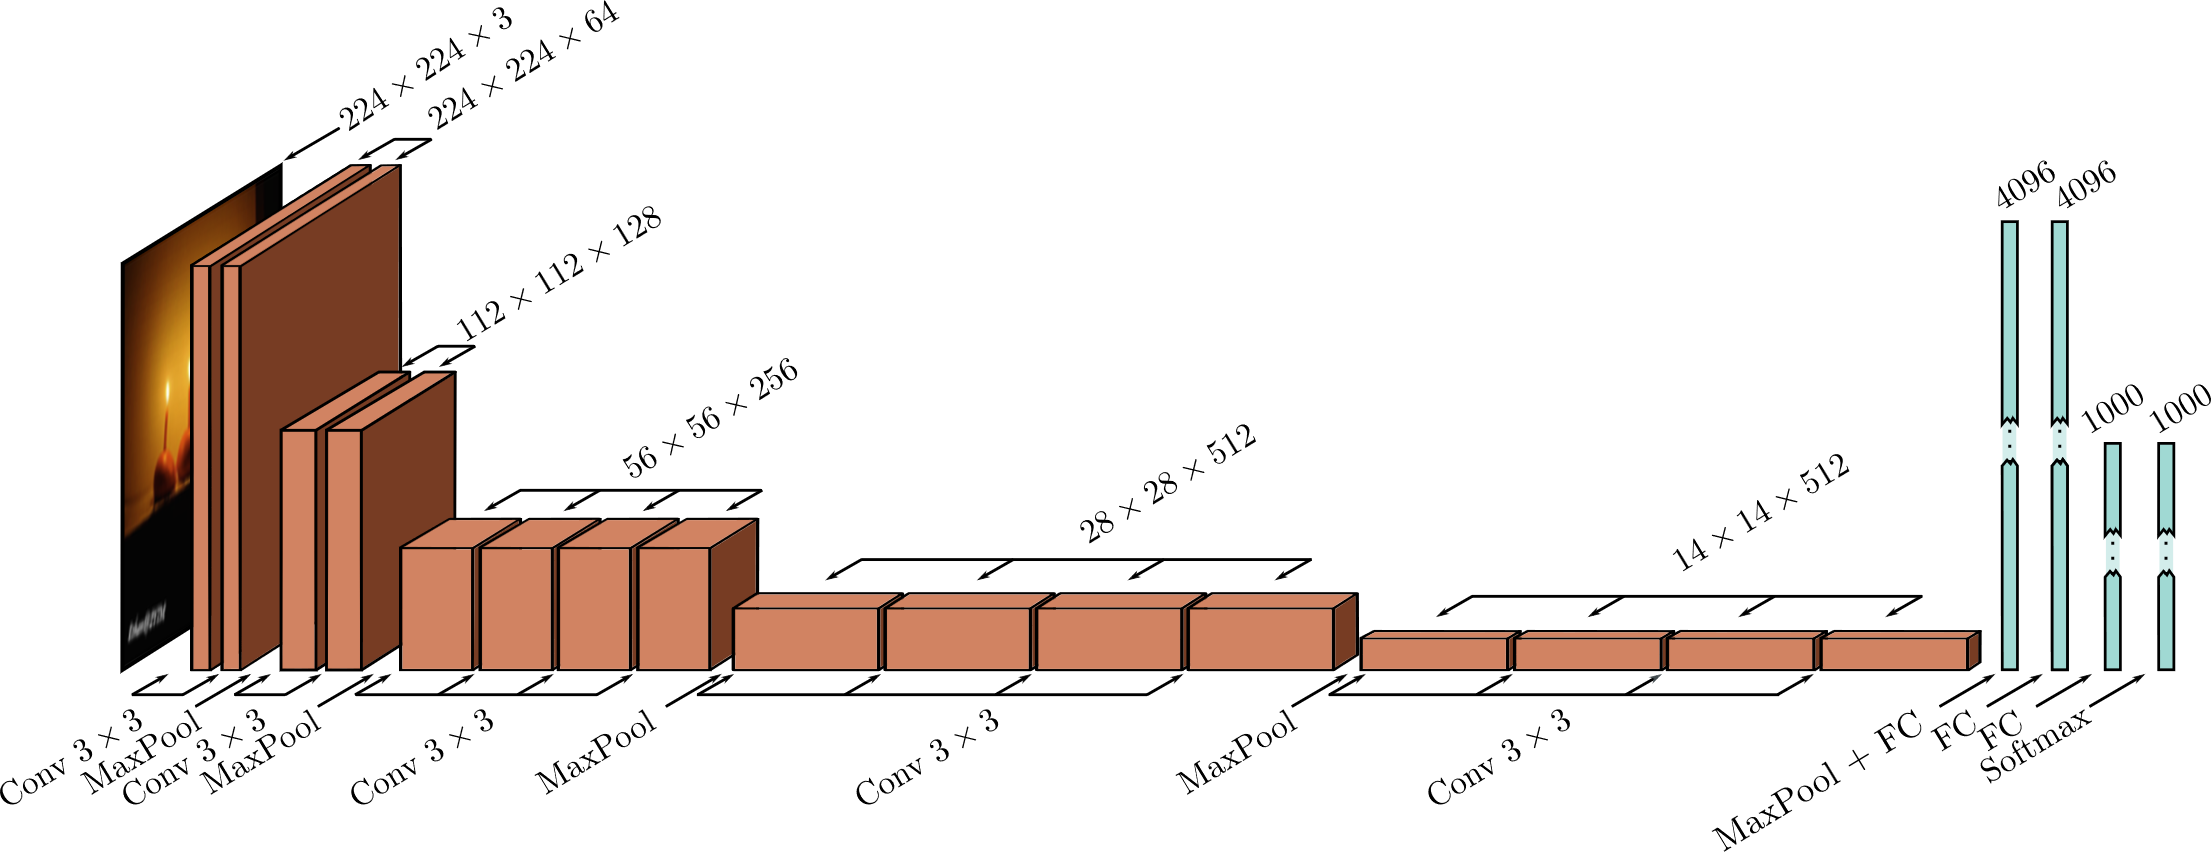 224 × 224 × 3
224 × 224 × 64
112 × 112 × 128
56 × 56 × 256
28 × 28 × 512
14 × 14 × 512
4096
4096
1000
1000
Conv 3 × 3
MaxPool
Conv 3 × 3
MaxPool
Conv 3 × 3
MaxPool
Conv 3 × 3
MaxPool
Conv 3 × 3
MaxPool + FC
FC
FC
Softmax